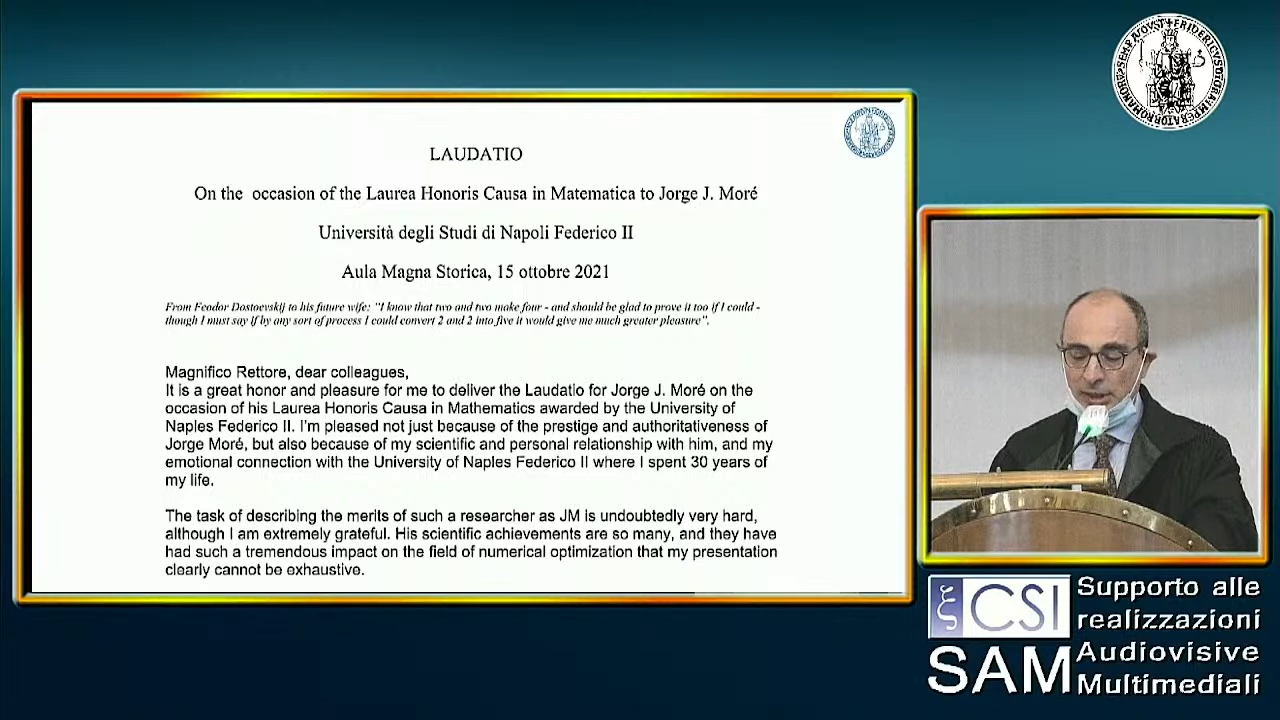 LAUDATIO
On the occasion of the Laurea Honoris Causa in Matematica to Jorge J. Moré
Università degli Studi di Napoli Federico II
Aula Magna Storica, 15 ottobre 2021
From Feodor Dostoevskij to his future wife: "I know that two and two make four - and should be glad to prove it too if I could -
though I must say if by any sort of process I could convert 2 and 2 into five it would give me much greater pleasure".
Magnifico Rettore, dear colleagues,
It is a great honor and pleasure for me to deliver the Laudatio for Jorge J. Moré on the
occasion of his Laurea Honoris Causa in Mathematics awarded by the University of
Naples Federico II. I'm pleased not just because of the prestige and authoritativeness of
Jorge Moré, but also because of my scientific and personal relationship with him, and my
emotional connection with the University of Naples Federico II where I spent 30 years of
my life.
The task of describing the merits of such a researcher as JM is undoubtedly very hard,
although I am extremely grateful. His scientific achievements are so many, and they have
had such a tremendous impact on the field of numerical optimization that my presentation
clearly cannot be exhaustive.
ξ CSI
SAM
Supporto alle
realizzazioni
Audiovisive
Multimediali